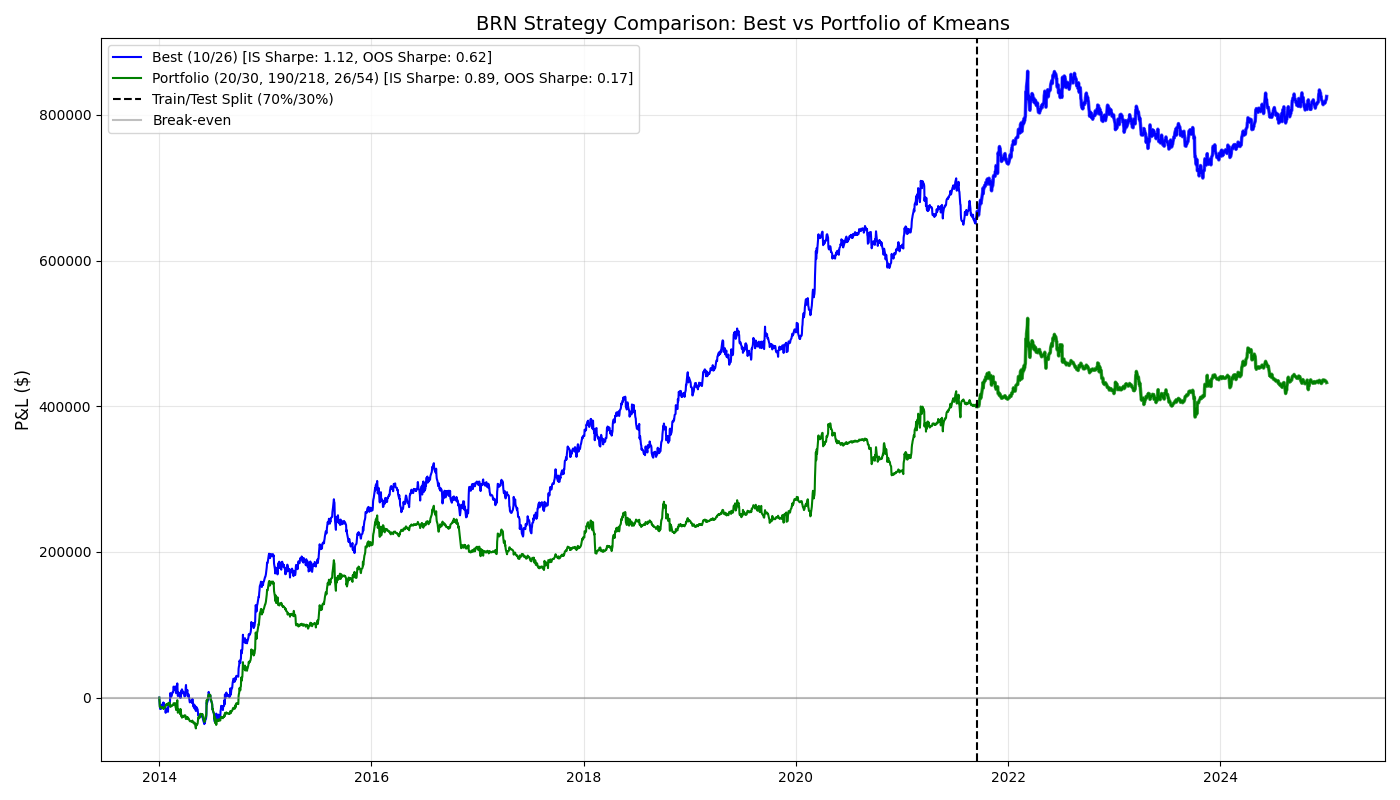 BRN Strategy Comparison: Best vs Portfolio of Kmeans
Best (10/26) [IS Sharpe: 1.12, OOS Sharpe: 0.62]
Portfolio (20/30, 190/218, 26/54) [IS Sharpe: 0.89, OOS Sharpe: 0.17]
Train/Test Split (70%/30%)
Break-even
P&L ($)
800000
600000
400000
200000
0
2014 2016 2018 2020 2022 2024